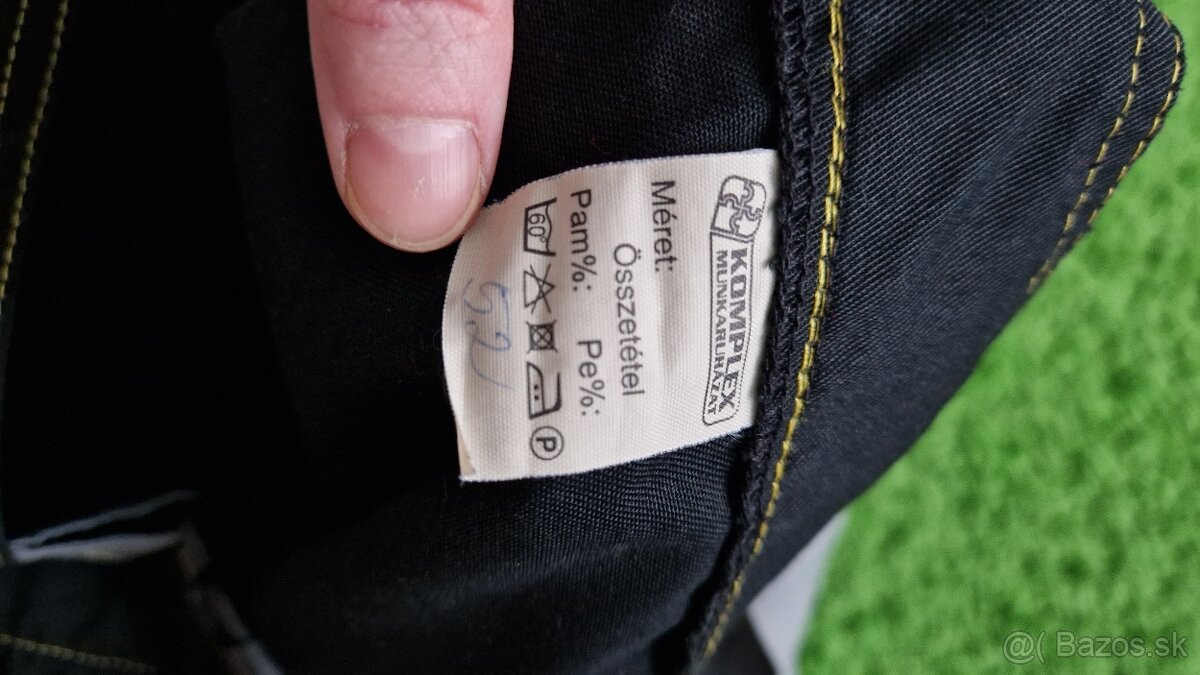 KOMPLEX
MUNKARUHÁZAT
Méret:
Összetétel
Pam%: Pe%:
60° P
52
@( Bazos.sk